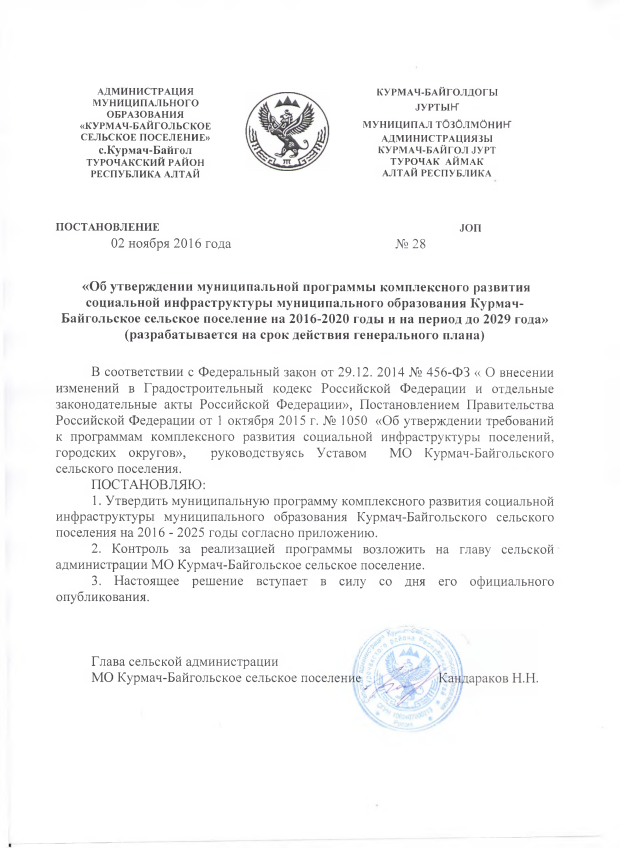 АДМИНИСТРАЦИЯ
МУНИЦИПАЛЬНОГО
ОБРАЗОВАНИЯ
«КУРМАЧ-БАЙГОЛЬСКОЕ
СЕЛЬСКОЕ ПОСЕЛЕНИЕ»
с.Курмач-Байгол
ТУРОЧАКСКИЙ РАЙОН
РЕСПУБЛИКА АЛТАЙ
КУРМАЧ-БАЙГОЛДОГЫ
JУРТЫҤ
МУНИЦИПАЛ ТӦЗӦЛМӦНИҤ
АДМИНИСТРАЦИЯЗЫ
КУРМАЧ-БАЙГОЛ JУРТ
ТУРОЧАК АЙМАК
АЛТАЙ РЕСПУБЛИКА
ПОСТАНОВЛЕНИЕ JОП
02 ноября 2016 года № 28
«Об утверждении муниципальной программы комплексного развития
социальной инфраструктуры муниципального образования Курмач-
Байгольское сельское поселение на 2016-2020 годы и на период до 2029 года»
(разрабатывается на срок действия генерального плана)
В соответствии с Федеральный закон от 29.12. 2014 № 456-ФЗ « О внесении
изменений в Градостроительный кодекс Российской Федерации и отдельные
законодательные акты Российской Федерации», Постановлением Правительства
Российской Федерации от 1 октября 2015 г. № 1050 «Об утверждении требований
к программам комплексного развития социальной инфраструктуры поселений,
городских округов», руководствуясь Уставом МО Курмач-Байгольского
сельского поселения.
ПОСТАНОВЛЯЮ:
1. Утвердить муниципальную программу комплексного развития социальной
инфраструктуры муниципального образования Курмач-Байгольского сельского
поселения на 2016 - 2025 годы согласно приложению.
2. Контроль за реализацией программы возложить на главу сельской
администрации МО Курмач-Байгольское сельское поселение.
3. Настоящее решение вступает в силу со дня его официального
опубликования.
Глава сельской администрации
МО Курмач-Байгольское сельское поселение Кандараков Н.Н.